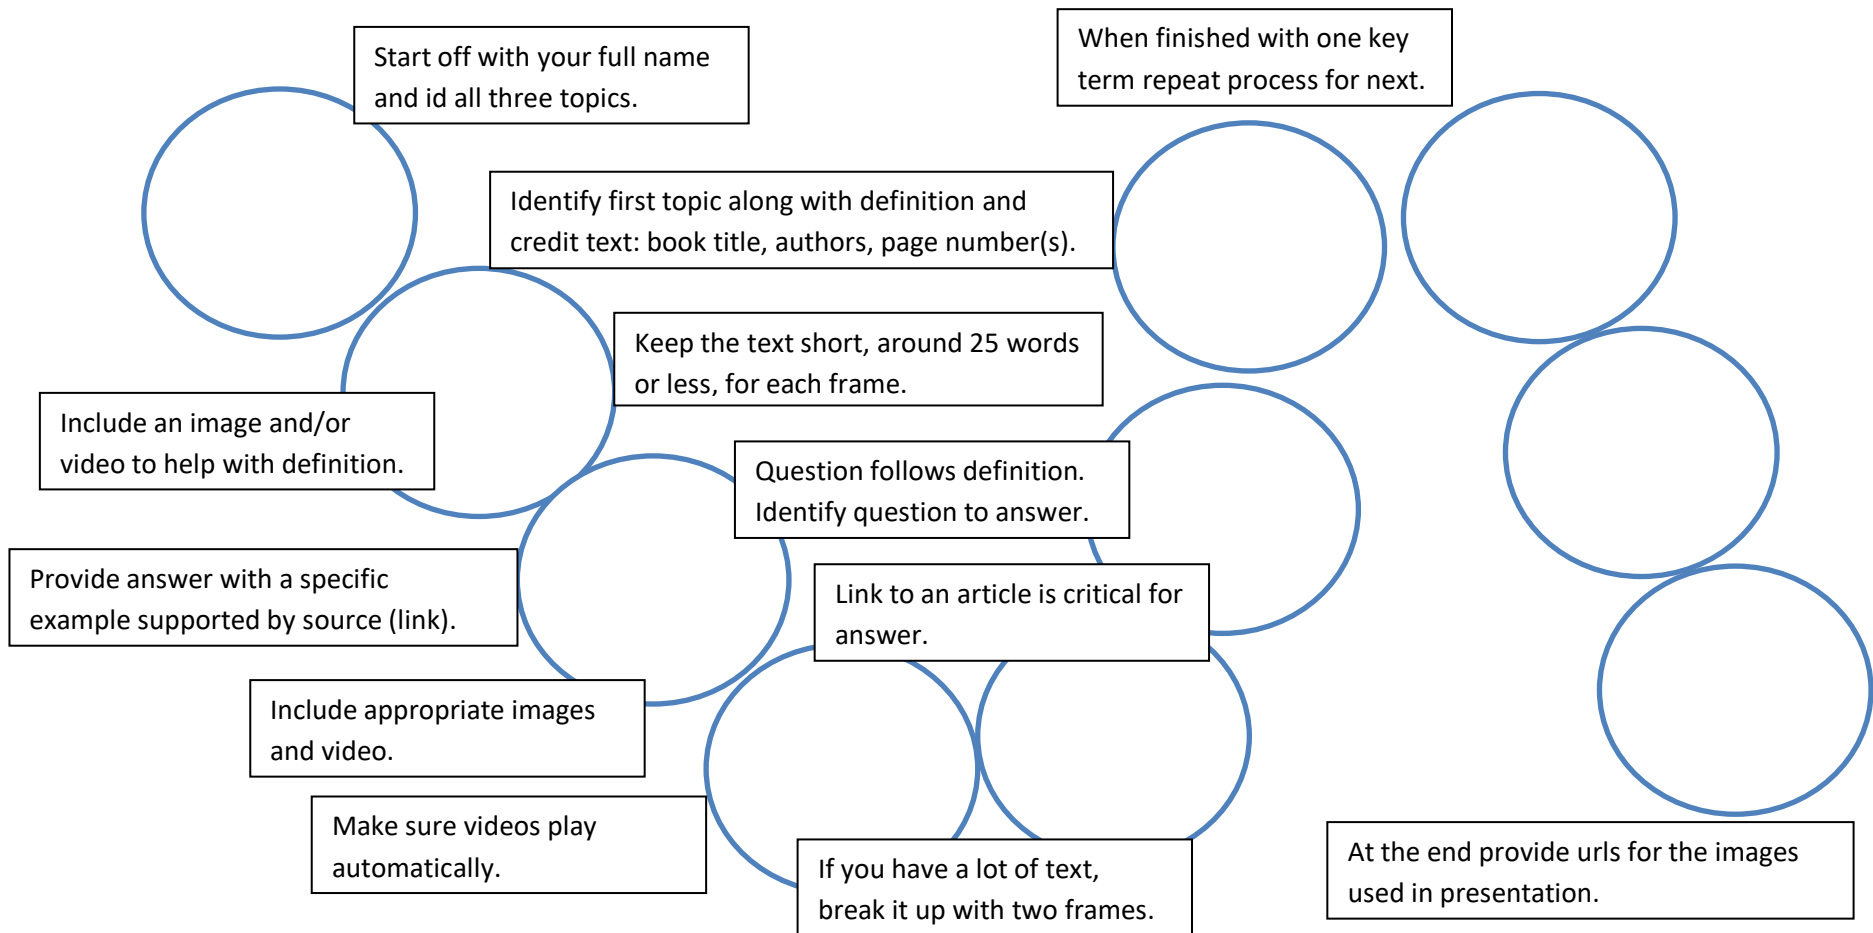 Start off with your full name
and id all three topics.
When finished with one key
term repeat process for next.
Identify first topic along with definition and
credit text: book title, authors, page number(s).
Keep the text short, around 25 words
or less, for each frame.
Include an image and/or
video to help with definition.
Question follows definition.
Identify question to answer.
Provide answer with a specific
example supported by source (link).
Link to an article is critical for
answer.
Include appropriate images
and video.
Make sure videos play
automatically.
If you have a lot of text,
break it up with two frames.
At the end provide urls for the images
used in presentation.